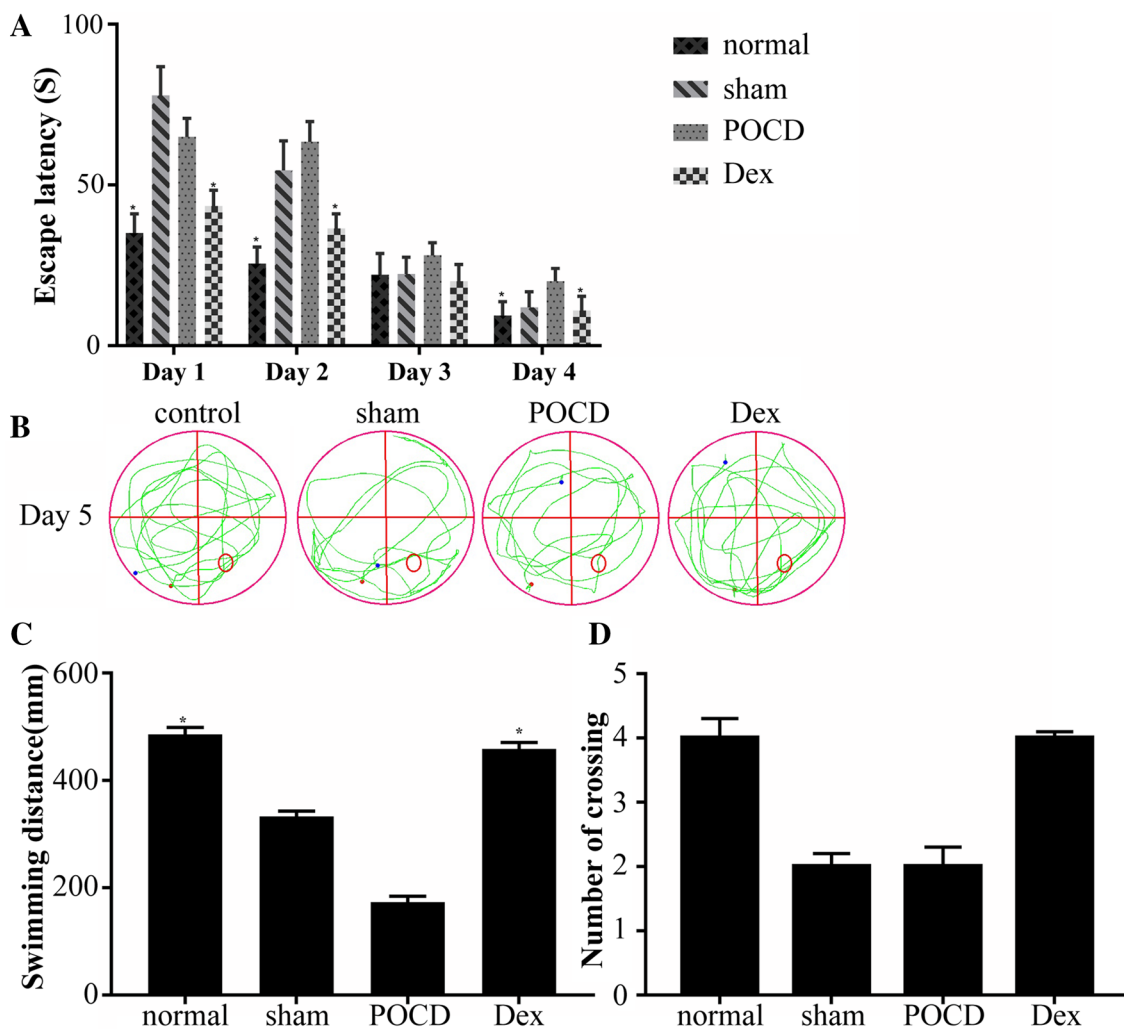 A
100
50
0
Escape latency (S)
normal
sham
POCD
Dex
*
*
*
*
*
*
Day 1
Day 2
Day 3
Day 4
B
control
sham
POCD
Dex
Day 5
C
600
400
200
0
Swimming distance(mm)
*
*
normal
sham
POCD
Dex
D
5
4
3
2
1
0
Number of crossing
normal
sham
POCD
Dex